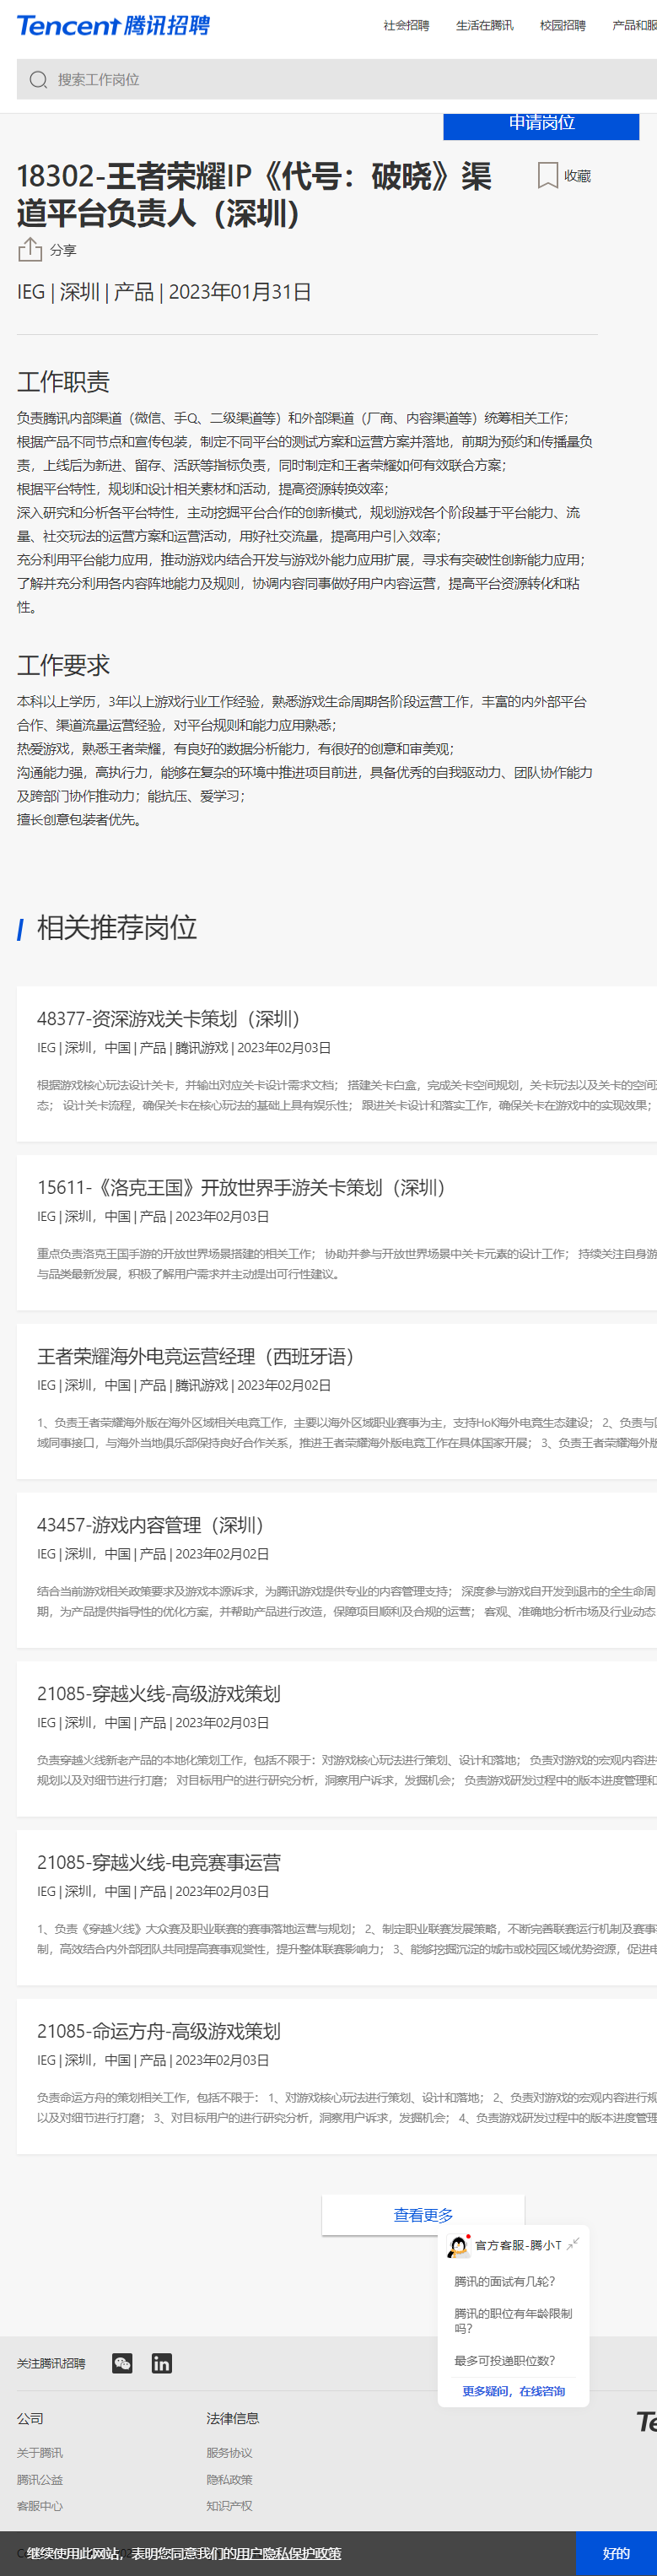 Tencent 腾讯招聘
社会招聘 生活在腾讯 校园招聘 产品和服
搜索工作岗位
申请岗位
18302-王者荣耀IP《代号：破晓》渠
道平台负责人（深圳）
收藏
分享
IEG | 深圳 | 产品 | 2023年01月31日
工作职责
负责腾讯内部渠道（微信、手Q、二级渠道等）和外部渠道（厂商、内容渠道等）统筹相关工作；
根据产品不同节点和宣传包装，制定不同平台的测试方案和运营方案并落地，前期为预约和传播量负
责，上线后为新进、留存、活跃等指标负责，同时制定和王者荣耀如何有效联合方案；
根据平台特性，规划和设计相关素材和活动，提高资源转换效率；
深入研究和分析各平台特性，主动挖掘平台合作的创新模式，规划游戏各个阶段基于平台能力、流
量、社交玩法的运营方案和运营活动，用好社交流量，提高用户引入效率；
充分利用平台能力应用，推动游戏内结合开发与游戏外能力应用扩展，寻求有突破性创新能力应用；
了解并充分利用各内容阵地能力及规则，协调内容同事做好用户内容运营，提高平台资源转化和粘
性。
工作要求
本科以上学历，3年以上游戏行业工作经验，熟悉游戏生命周期各阶段运营工作，丰富的内外部平台
合作、渠道流量运营经验，对平台规则和能力应用熟悉；
热爱游戏，熟悉王者荣耀，有良好的数据分析能力，有很好的创意和审美观；
沟通能力强，高执行力，能够在复杂的环境中推进项目前进，具备优秀的自我驱动力、团队协作能力
及跨部门协作推动力；能抗压、爱学习；
擅长创意包装者优先。
相关推荐岗位
48377-资深游戏关卡策划（深圳）
IEG | 深圳，中国 | 产品 | 腾讯游戏 | 2023年02月03日
根据游戏核心玩法设计关卡，并输出对应关卡设计需求文档； 搭建关卡白盒，完成关卡空间规划，关卡玩法以及关卡的空间
态； 设计关卡流程，确保关卡在核心玩法的基础上具有娱乐性； 跟进关卡设计和落实工作，确保关卡在游戏中的实现效果；
15611-《洛克王国》开放世界手游关卡策划（深圳）
IEG | 深圳，中国 | 产品 | 2023年02月03日
重点负责洛克王国手游的开放世界场景搭建的相关工作； 协助并参与开放世界场景中关卡元素的设计工作； 持续关注自身游
与品类最新发展，积极了解用户需求并主动提出可行性建议。
王者荣耀海外电竞运营经理（西班牙语）
IEG | 深圳，中国 | 产品 | 腾讯游戏 | 2023年02月02日
1、负责王者荣耀海外版在海外区域相关电竞工作，主要以海外区域职业赛事为主，支持HoK海外电竞生态建设； 2、负责与
域同事接口，与海外当地俱乐部保持良好合作关系，推进王者荣耀海外版电竞工作在具体国家开展； 3、负责王者荣耀海外版
43457-游戏内容管理（深圳）
IEG | 深圳，中国 | 产品 | 2023年02月02日
结合当前游戏相关政策要求及游戏本源诉求，为腾讯游戏提供专业的内容管理支持； 深度参与游戏自开发到退市的全生命周
期，为产品提供指导性的优化方案，并帮助产品进行改造，保障项目顺利及合规的运营； 客观、准确地分析市场及行业动态
21085-穿越火线-高级游戏策划
IEG | 深圳，中国 | 产品 | 2023年02月03日
负责穿越火线新老产品的本地化策划工作，包括不限于：对游戏核心玩法进行策划、设计和落地； 负责对游戏的宏观内容进
规划以及对细节进行打磨； 对目标用户的进行研究分析，洞察用户诉求，发掘机会； 负责游戏研发过程中的版本进度管理和
21085-穿越火线-电竞赛事运营
IEG | 深圳，中国 | 产品 | 2023年02月03日
1、负责《穿越火线》大众赛及职业联赛的赛事落地运营与规划； 2、制定职业联赛发展策略，不断完善联赛运行机制及赛事
制，高效结合内外部团队共同提高赛事观赏性，提升整体联赛影响力； 3、能够挖掘沉淀的城市或校园区域优势资源，促进电
21085-命运方舟-高级游戏策划
IEG | 深圳，中国 | 产品 | 2023年02月03日
负责命运方舟的策划相关工作，包括不限于： 1、对游戏核心玩法进行策划、设计和落地； 2、负责对游戏的宏观内容进行规
以及对细节进行打磨； 3、对目标用户的进行研究分析，洞察用户诉求，发掘机会； 4、负责游戏研发过程中的版本进度管理
查看更多
官方客服-腾小T
腾讯的面试有几轮？
腾讯的职位有年龄限制
吗？
最多可投递职位数？
更多疑问，在线咨询
关注腾讯招聘
公司 法律信息
关于腾讯 服务协议
腾讯公益 隐私政策
客服中心 知识产权
继续使用此网站，表明您同意我们的用户隐私保护政策
好的